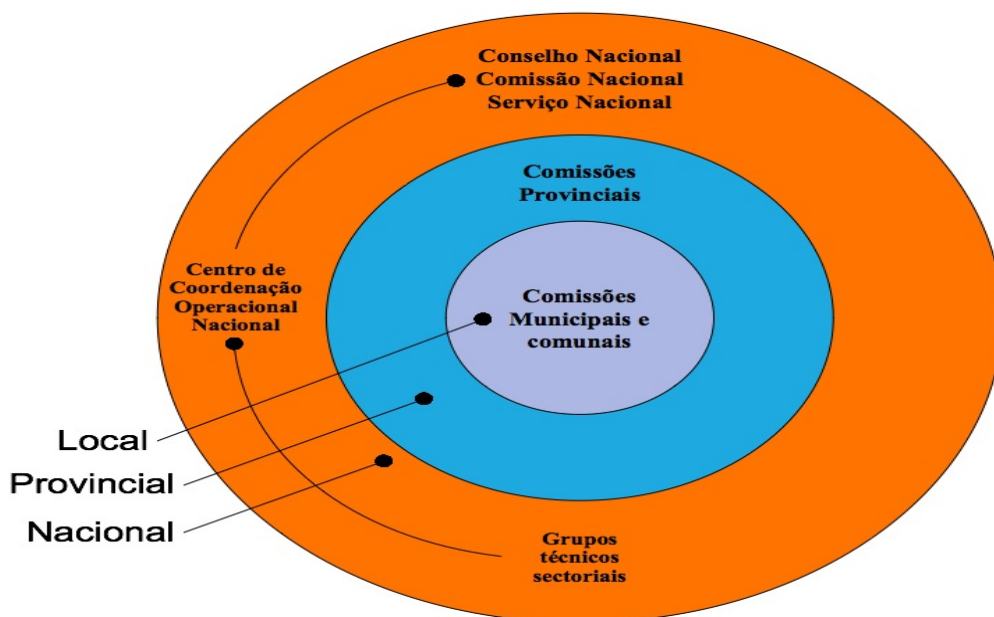 Conselho Nacional
Comissão Nacional
Serviço Nacional
Comissões
Provinciais
Centro de
Coordenação
Operacional
Nacional
Comissões
Municipais e
comunais
Local
Provincial
Nacional
Grupos
técnicos
sectoriais